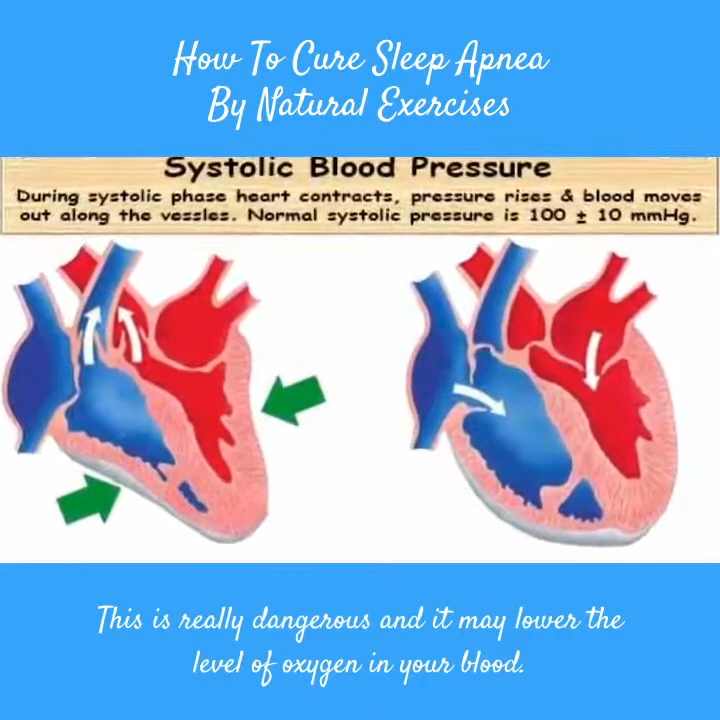 How To Cure Sleep Apnea
By Natural Exercises
Systolic Blood Pressure
During systolic phase heart contracts, pressure rises & blood moves
out along the vessles. Normal systolic pressure is 100 ± 10 mmHg.
This is really dangerous and it may lower the
level of oxygen in your blood.